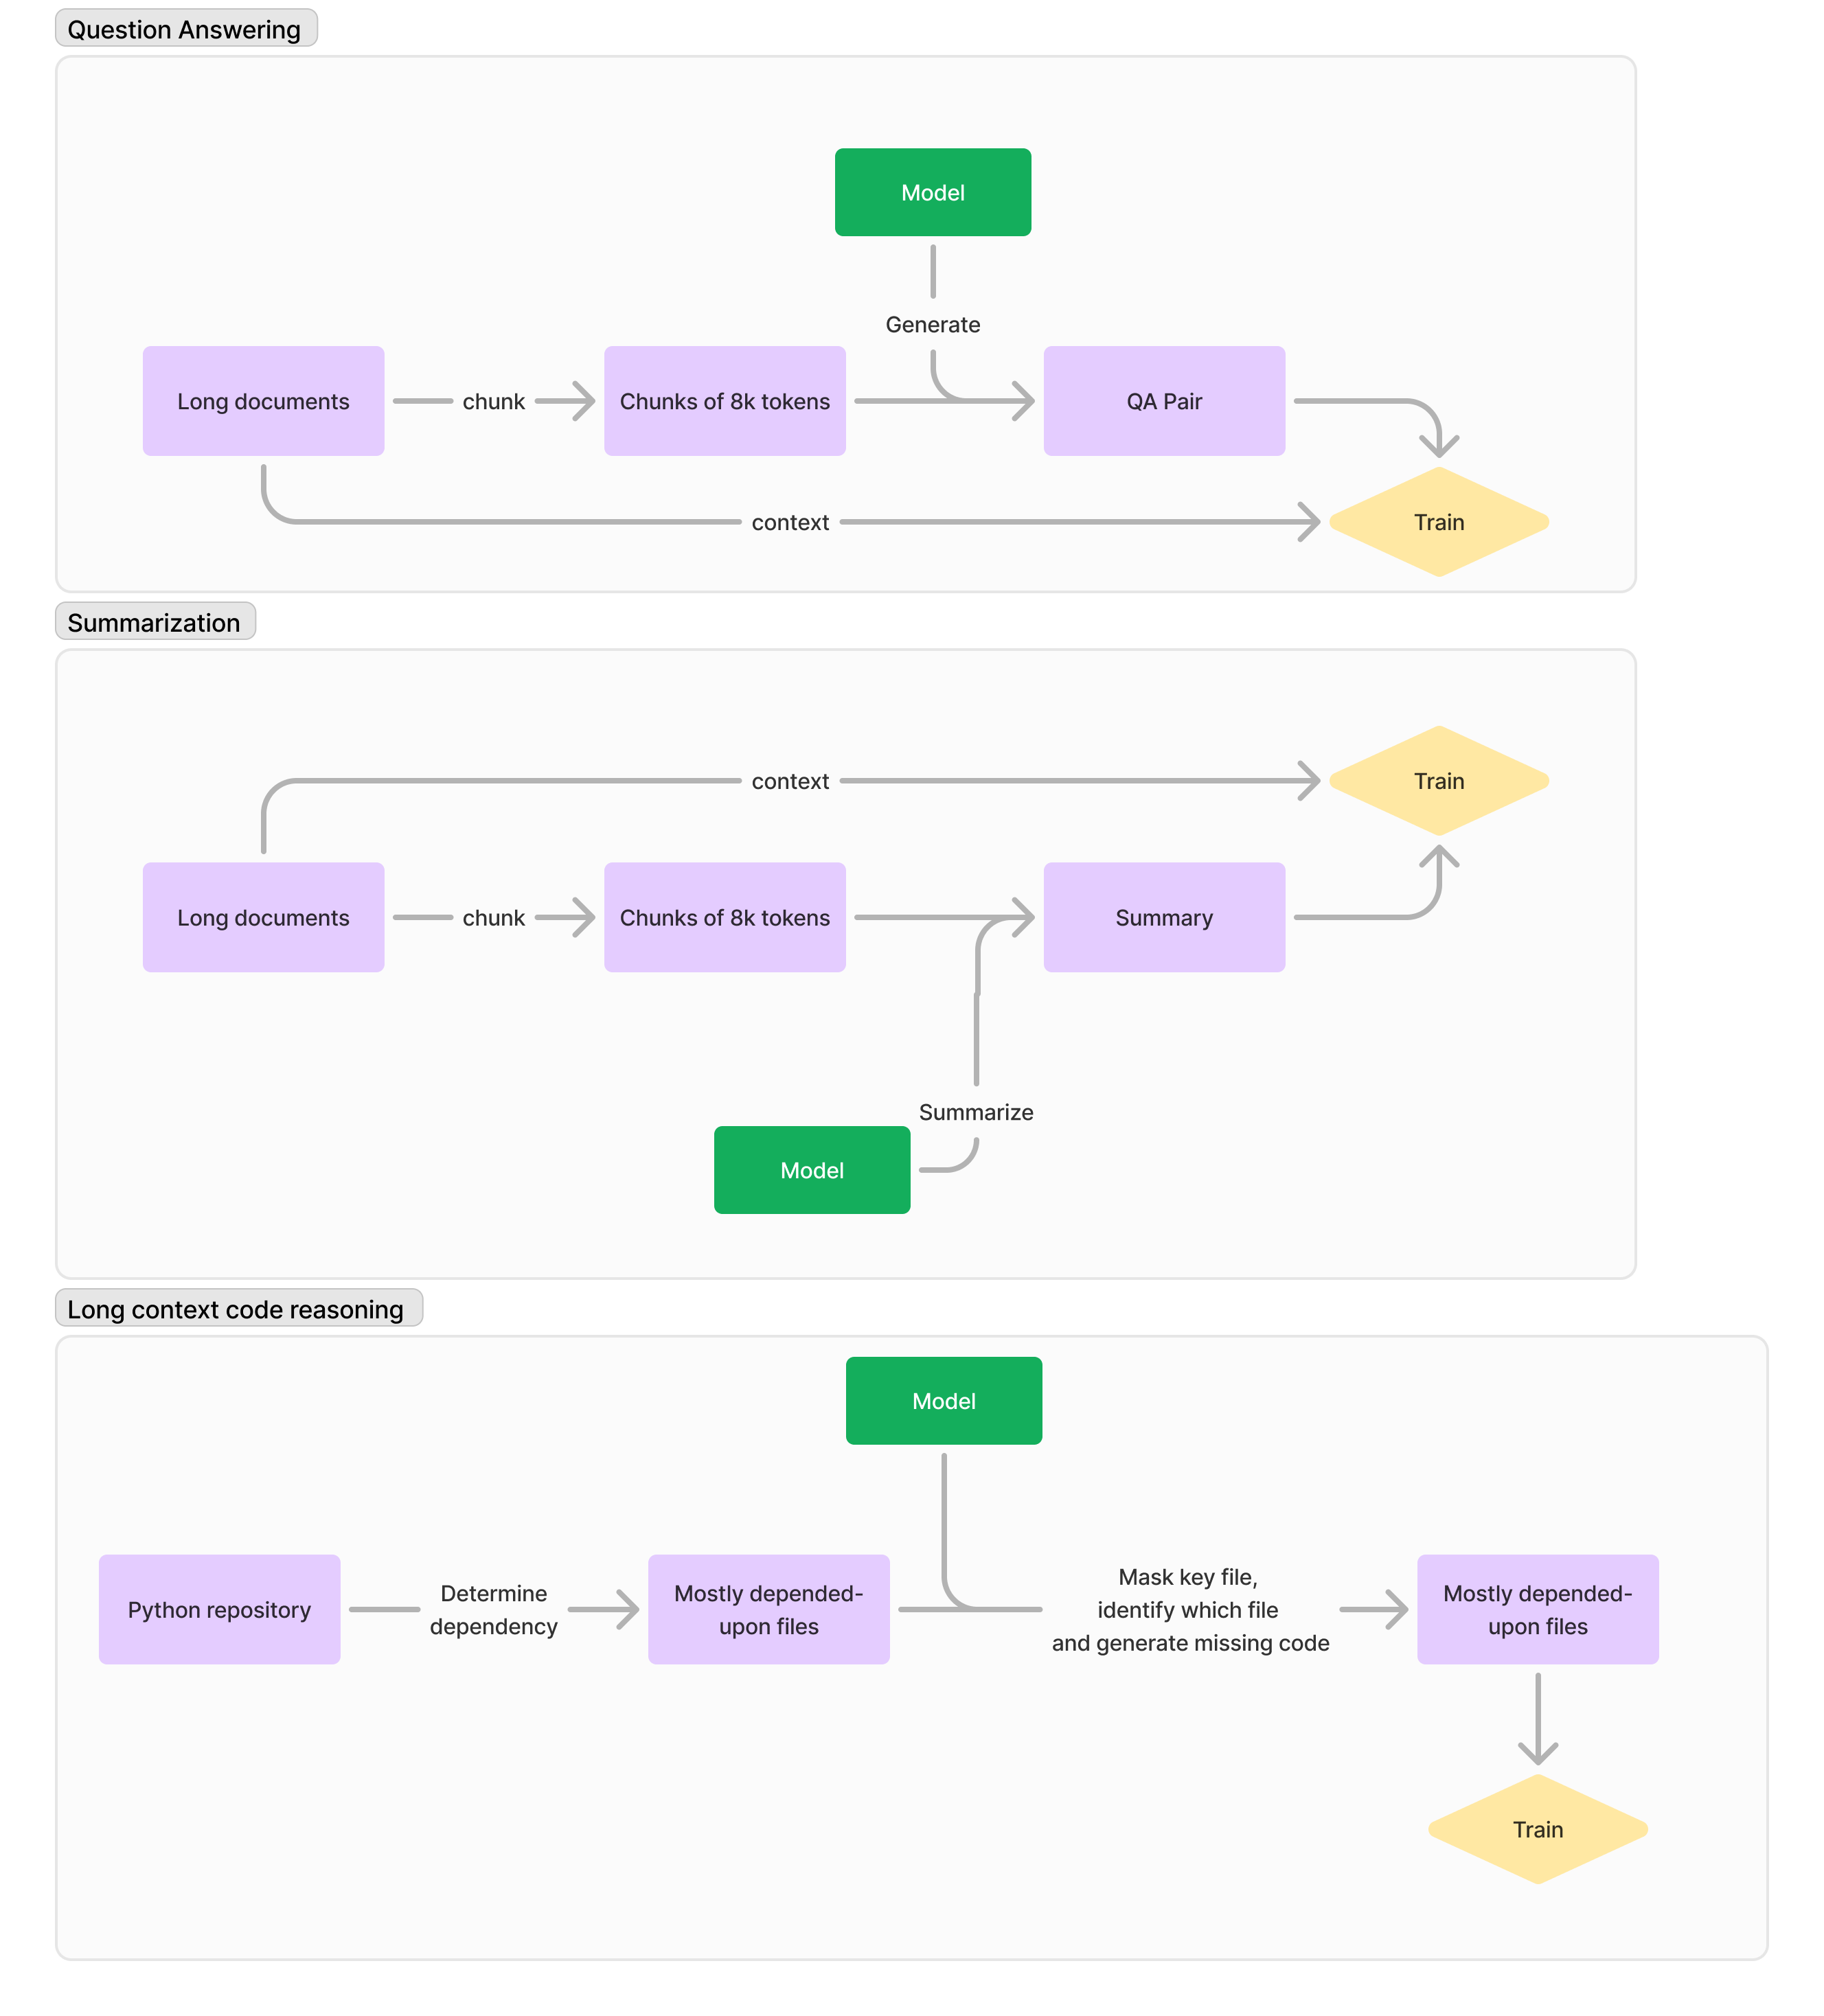 Question Answering
Model
Generate
Long documents
chunk
Chunks of 8k tokens
QA Pair
context
Train
Summarization
context
Train
Long documents
chunk
Chunks of 8k tokens
Summary
Summarize
Model
Long context code reasoning
Model
Python repository
Determine
dependency
Mostly depended-
upon files
Mask key file,
identify which file
and generate missing code
Mostly depended-
upon files
Train